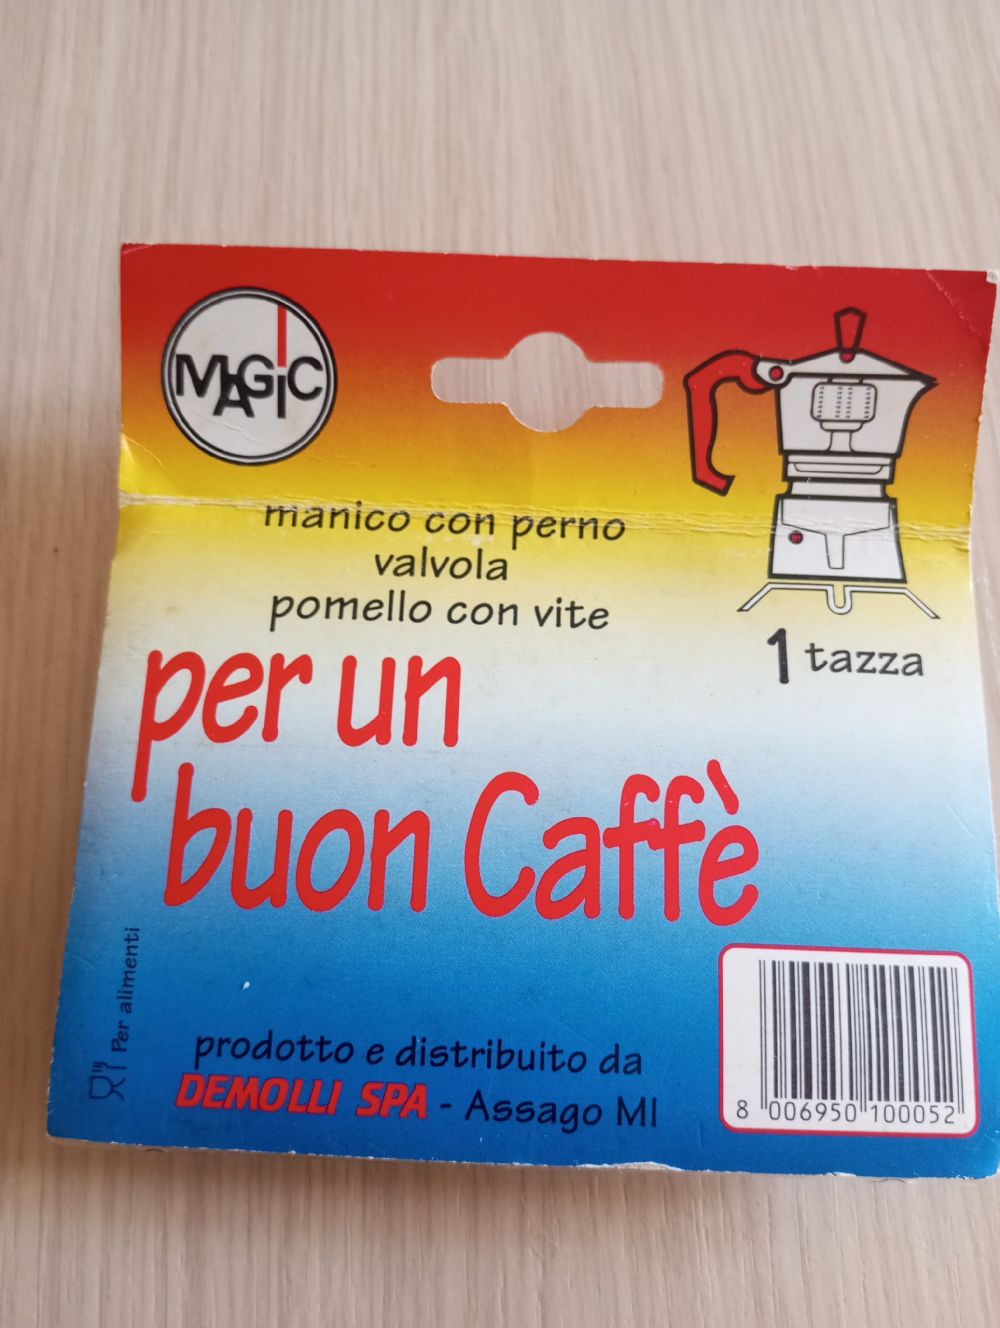 MAGIC
manico con perno
valvola
pomello con vite
1 tazza
per un
buon Caffè
Per alimenti
prodotto e distribuito da
DEMOLLI SPA - Assago MI
8 006950 100052